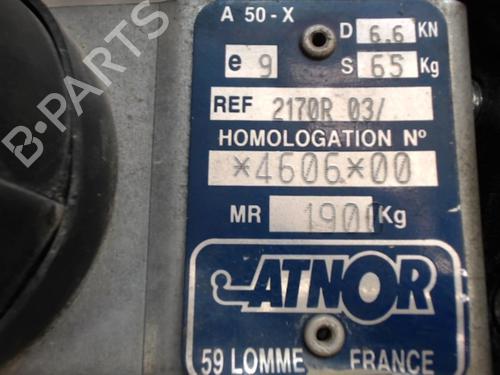 A 50-X
D 6.6 KN
e 9
S 65 Kg
REF 2170R 03/
HOMOLOGATION Nº
*4606*00
MR 1900 Kg
ATNOR
59 LOMME FRANCE
B-PARTS